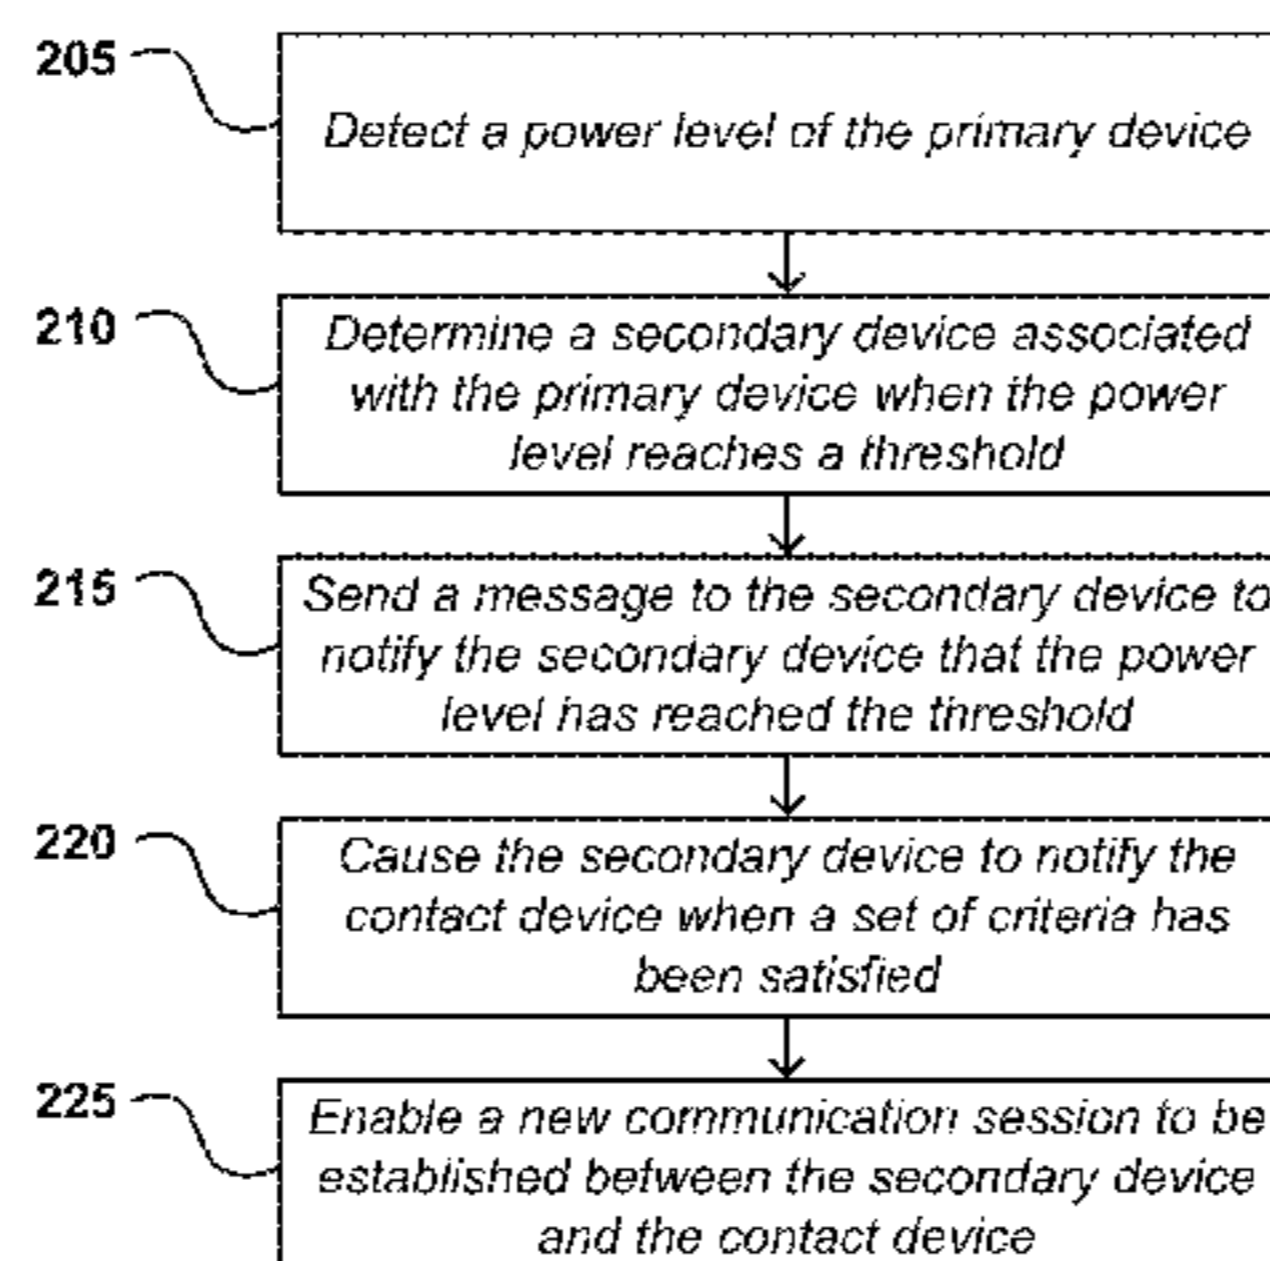 205
Detect a power level of the primary device
210
Determine a secondary device associated
with the primary device when the power
level reaches a threshold
215
Send a message to the secondary device to
notify the secondary device that the power
level has reached the threshold
220
Cause the secondary device to notify the
contact device when a set of criteria has
been satisfied
225
Enable a new communication session to be
established between the secondary device
and the contact device